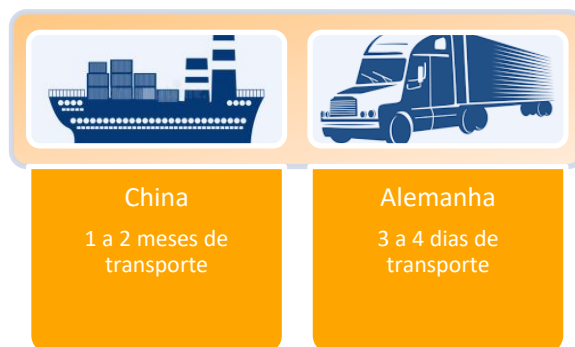 China
1 a 2 meses de
transporte
Alemanha
3 a 4 dias de
transporte